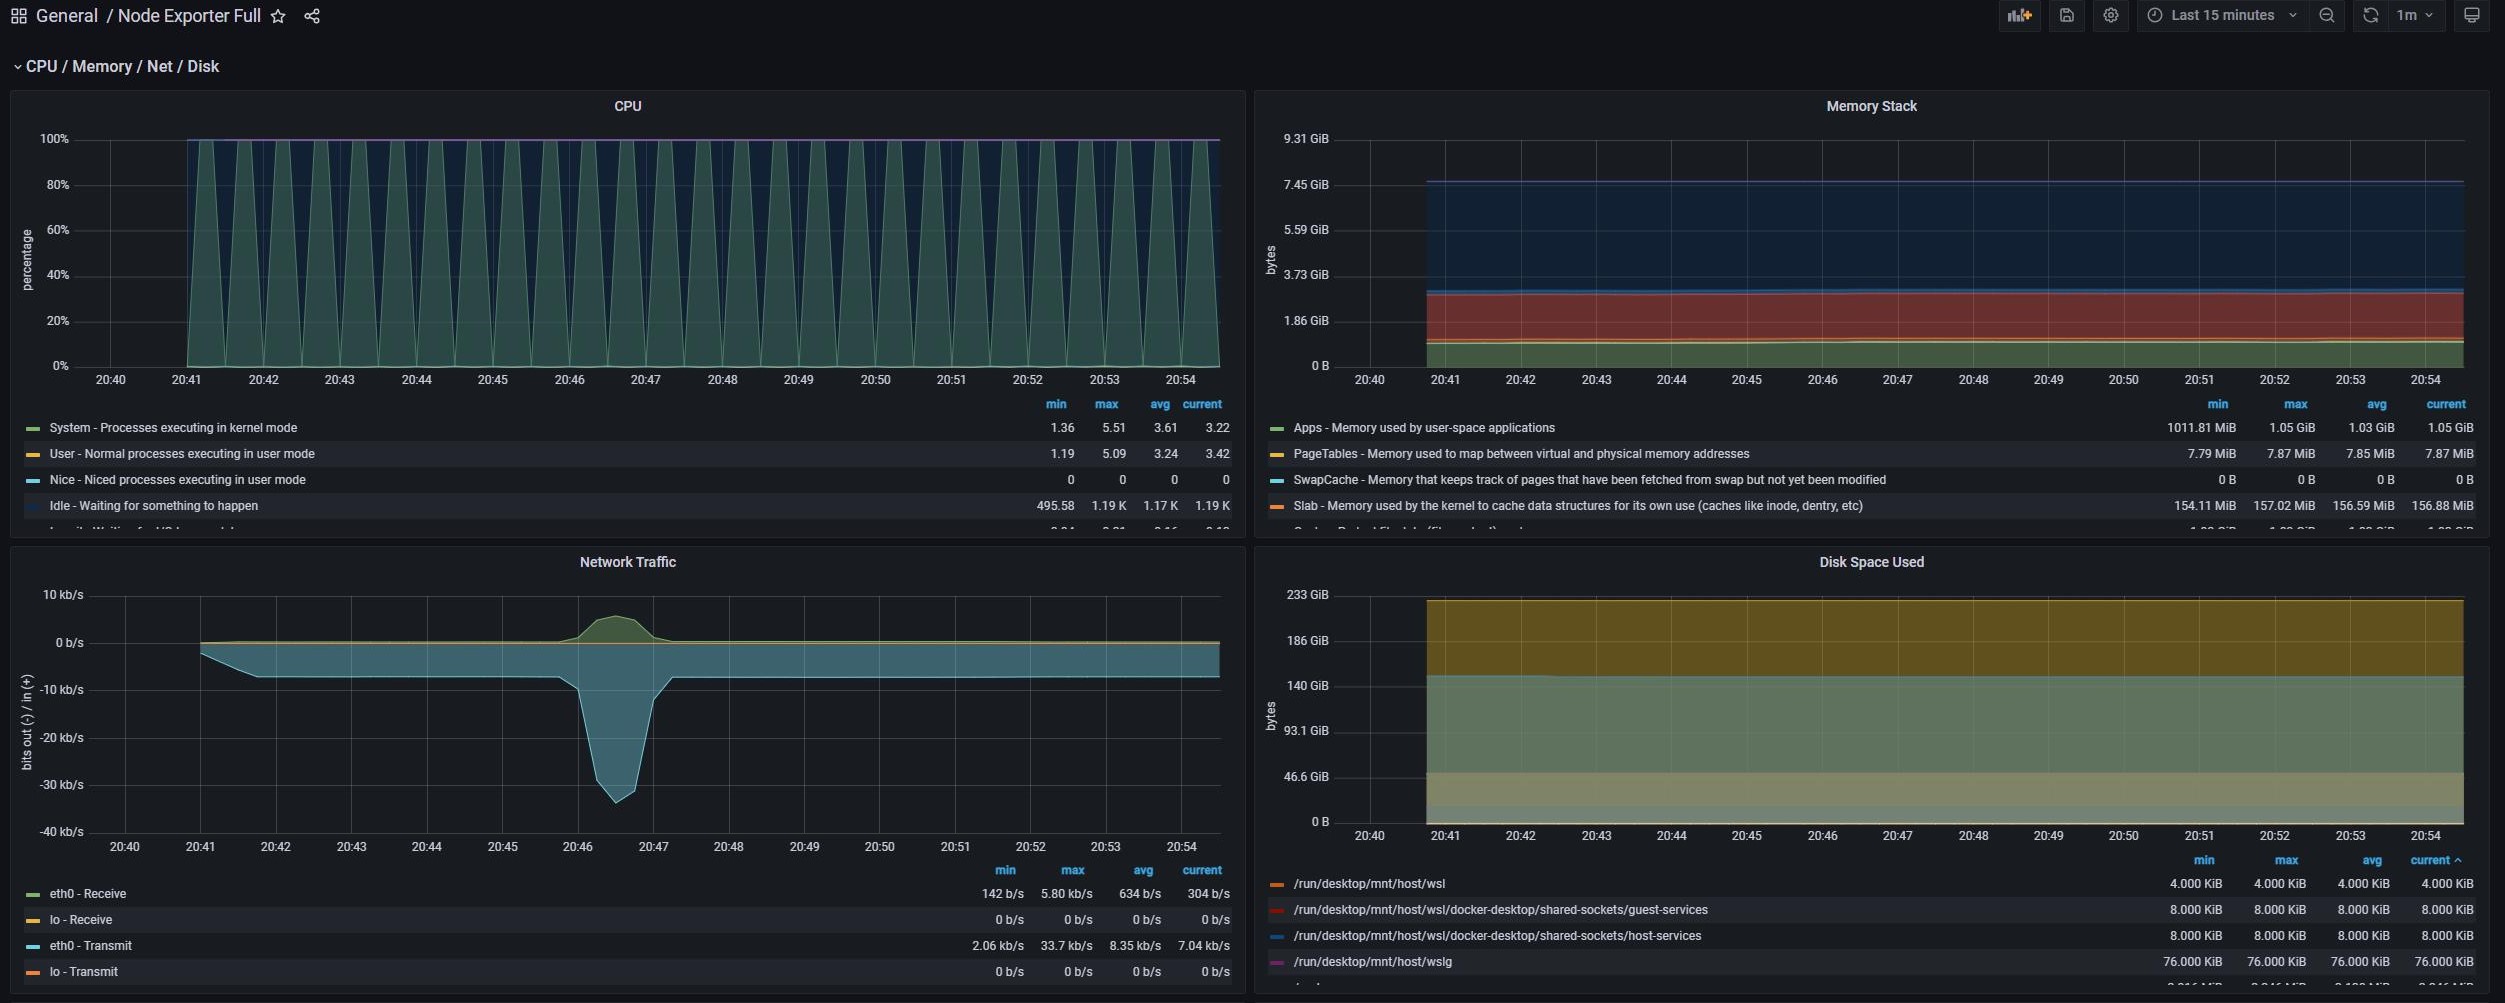 General / Node Exporter Full
Last 15 minutes
1m
CPU / Memory / Net / Disk
CPU
percentage
100%
80%
60%
40%
20%
0%
20:40 20:41 20:42 20:43 20:44 20:45 20:46 20:47 20:48 20:49 20:50 20:51 20:52 20:53 20:54
min max avg current
System - Processes executing in kernel mode 1.36 5.51 3.61 3.22
User - Normal processes executing in user mode 1.19 5.09 3.24 3.42
Nice - Niced processes executing in user mode 0 0 0 0
Idle - Waiting for something to happen 495.58 1.19 K 1.17 K 1.19 K
Memory Stack
bytes
9.31 GiB
7.45 GiB
5.59 GiB
3.73 GiB
1.86 GiB
0 B
20:40 20:41 20:42 20:43 20:44 20:45 20:46 20:47 20:48 20:49 20:50 20:51 20:52 20:53 20:54
min max avg current
Apps - Memory used by user-space applications 1011.81 MiB 1.05 GiB 1.03 GiB 1.05 GiB
PageTables - Memory used to map between virtual and physical memory addresses 7.79 MiB 7.87 MiB 7.85 MiB 7.87 MiB
SwapCache - Memory that keeps track of pages that have been fetched from swap but not yet been modified 0 B 0 B 0 B 0 B
Slab - Memory used by the kernel to cache data structures for its own use (caches like inode, dentry, etc) 154.11 MiB 157.02 MiB 156.59 MiB 156.88 MiB
Network Traffic
bits out (-) / in (+)
10 kb/s
0 b/s
-10 kb/s
-20 kb/s
-30 kb/s
-40 kb/s
20:40 20:41 20:42 20:43 20:44 20:45 20:46 20:47 20:48 20:49 20:50 20:51 20:52 20:53 20:54
min max avg current
eth0 - Receive 142 b/s 5.80 kb/s 634 b/s 304 b/s
lo - Receive 0 b/s 0 b/s 0 b/s 0 b/s
eth0 - Transmit 2.06 kb/s 33.7 kb/s 8.35 kb/s 7.04 kb/s
lo - Transmit 0 b/s 0 b/s 0 b/s 0 b/s
Disk Space Used
bytes
233 GiB
186 GiB
140 GiB
93.1 GiB
46.6 GiB
0 B
20:40 20:41 20:42 20:43 20:44 20:45 20:46 20:47 20:48 20:49 20:50 20:51 20:52 20:53 20:54
min max avg current
/run/desktop/mnt/host/wsl 4.000 KiB 4.000 KiB 4.000 KiB 4.000 KiB
/run/desktop/mnt/host/wsl/docker-desktop/shared-sockets/guest-services 8.000 KiB 8.000 KiB 8.000 KiB 8.000 KiB
/run/desktop/mnt/host/wsl/docker-desktop/shared-sockets/host-services 8.000 KiB 8.000 KiB 8.000 KiB 8.000 KiB
/run/desktop/mnt/host/wslg 76.000 KiB 76.000 KiB 76.000 KiB 76.000 KiB